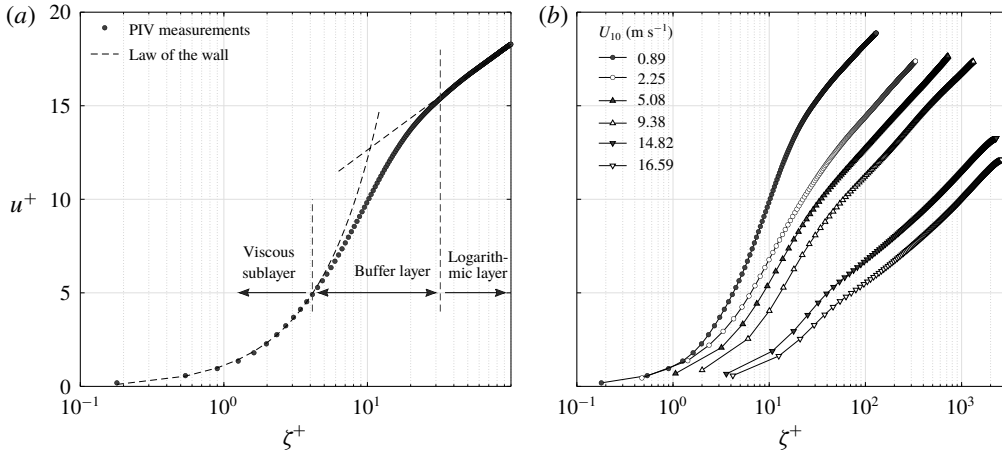 (a)
PIV measurements
Law of the wall
20
15
10
5
0
u⁺
Viscous
sublayer
Buffer layer
Logarith-
mic layer
10⁻¹
10⁰
10¹
ζ⁺
(b)
U₁₀ (m s⁻¹)
0.89
2.25
5.08
9.38
14.82
16.59
10⁻¹
10⁰
10¹
10²
10³
ζ⁺